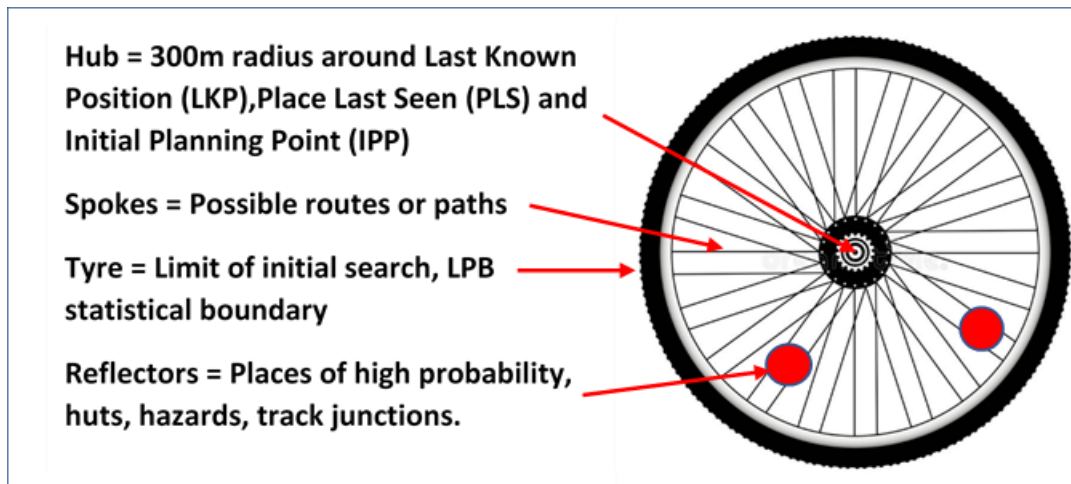 Hub = 300m radius around Last Known
Position (LKP),Place Last Seen (PLS) and
Initial Planning Point (IPP)
Spokes = Possible routes or paths
Tyre = Limit of initial search, LPB
statistical boundary
Reflectors = Places of high probability,
huts, hazards, track junctions.